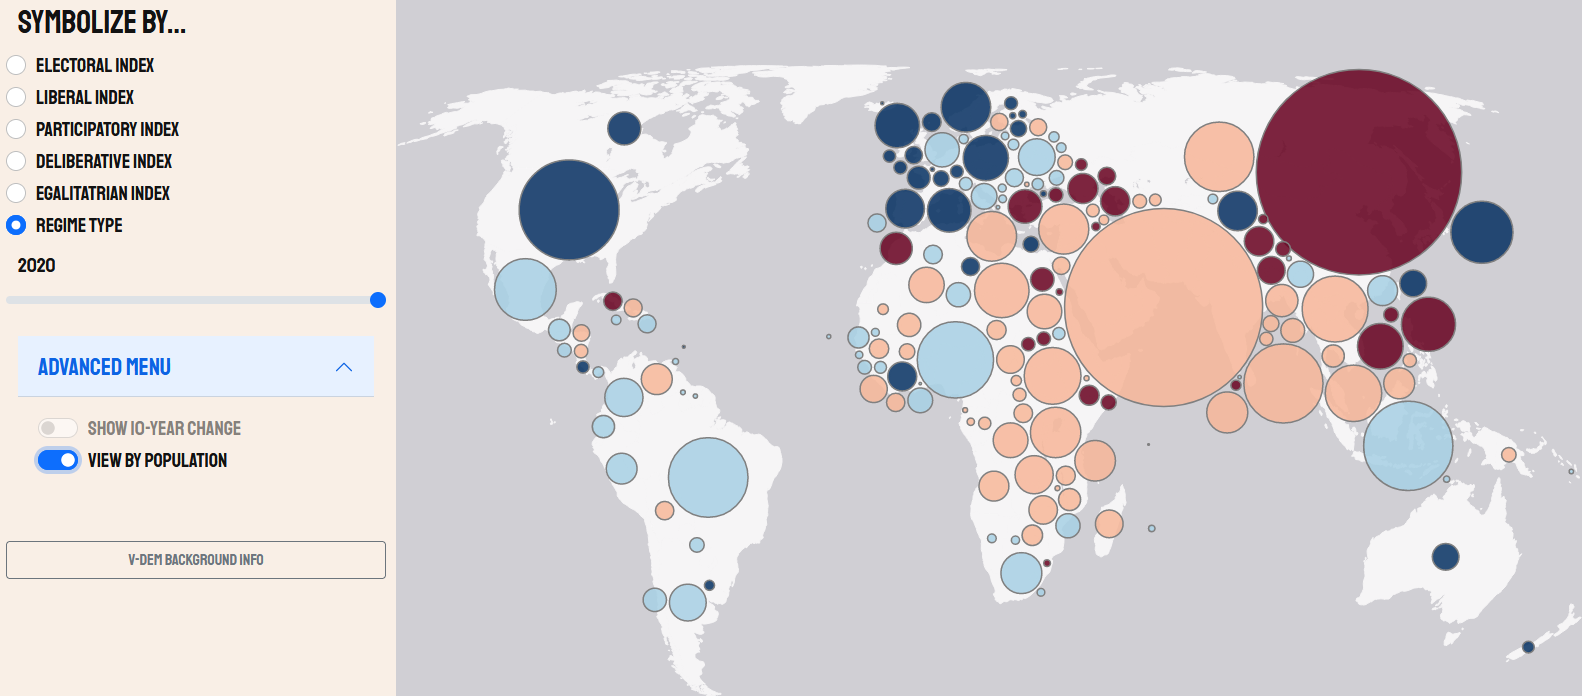 SYMBOLIZE BY...
ELECTORAL INDEX
LIBERAL INDEX
PARTICIPATORY INDEX
DELIBERATIVE INDEX
EGALITATRIAN INDEX
REGIME TYPE
2020
ADVANCED MENU
SHOW 10-YEAR CHANGE
VIEW BY POPULATION
V-DEM BACKGROUND INFO